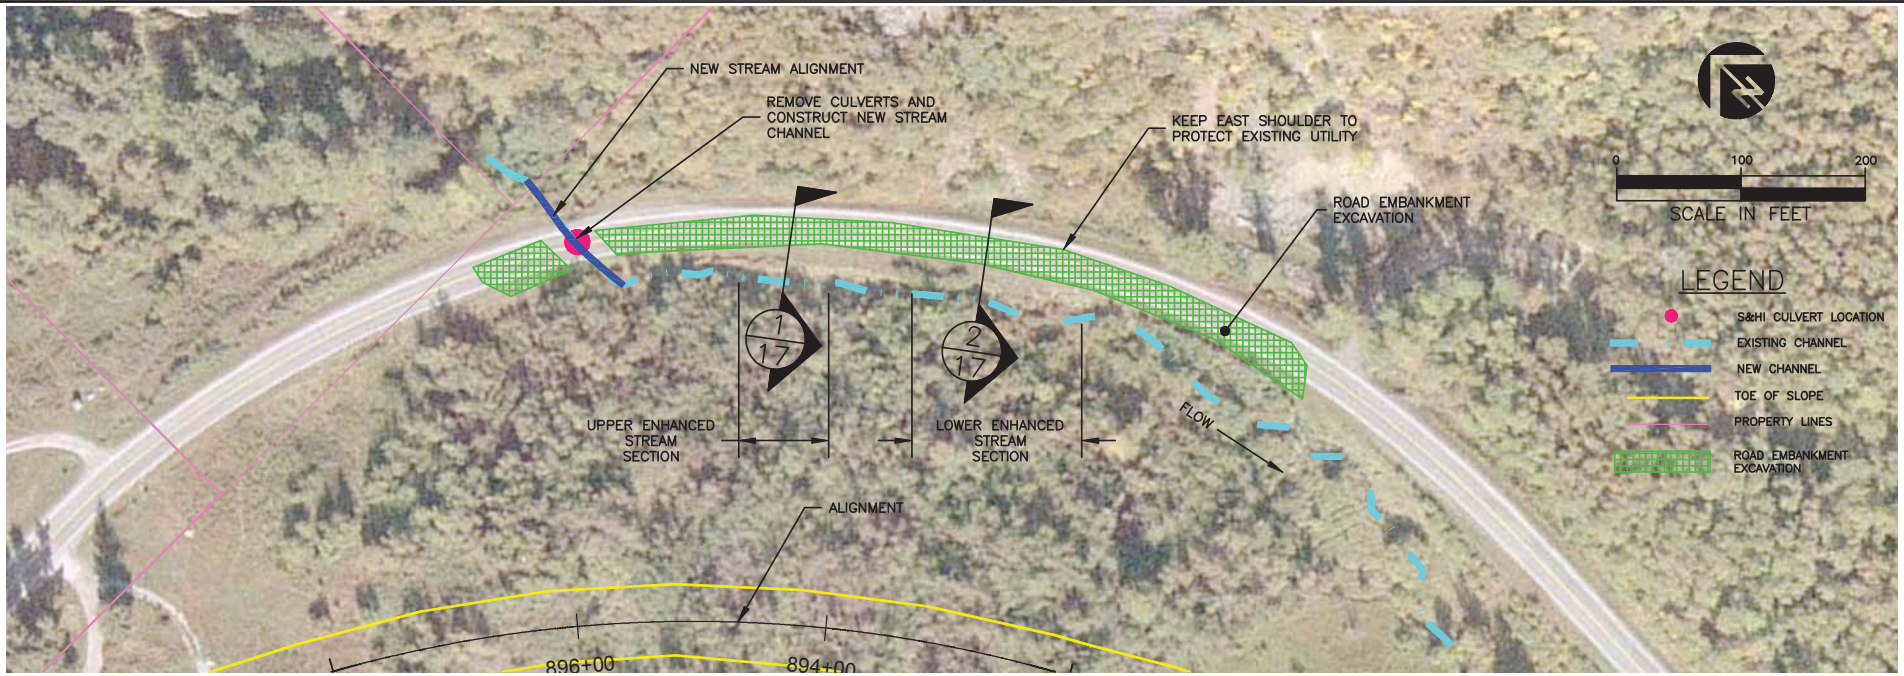 NEW STREAM ALIGNMENT
REMOVE CULVERTS AND
CONSTRUCT NEW STREAM
CHANNEL
KEEP EAST SHOULDER TO
PROTECT EXISTING UTILITY
ROAD EMBANKMENT
EXCAVATION
0 100 200
SCALE IN FEET
LEGEND
S&HI CULVERT LOCATION
EXISTING CHANNEL
NEW CHANNEL
TOE OF SLOPE
PROPERTY LINES
ROAD EMBANKMENT
EXCAVATION
1
17
2
17
UPPER ENHANCED
STREAM
SECTION
LOWER ENHANCED
STREAM
SECTION
FLOW
ALIGNMENT
896+00
894+00